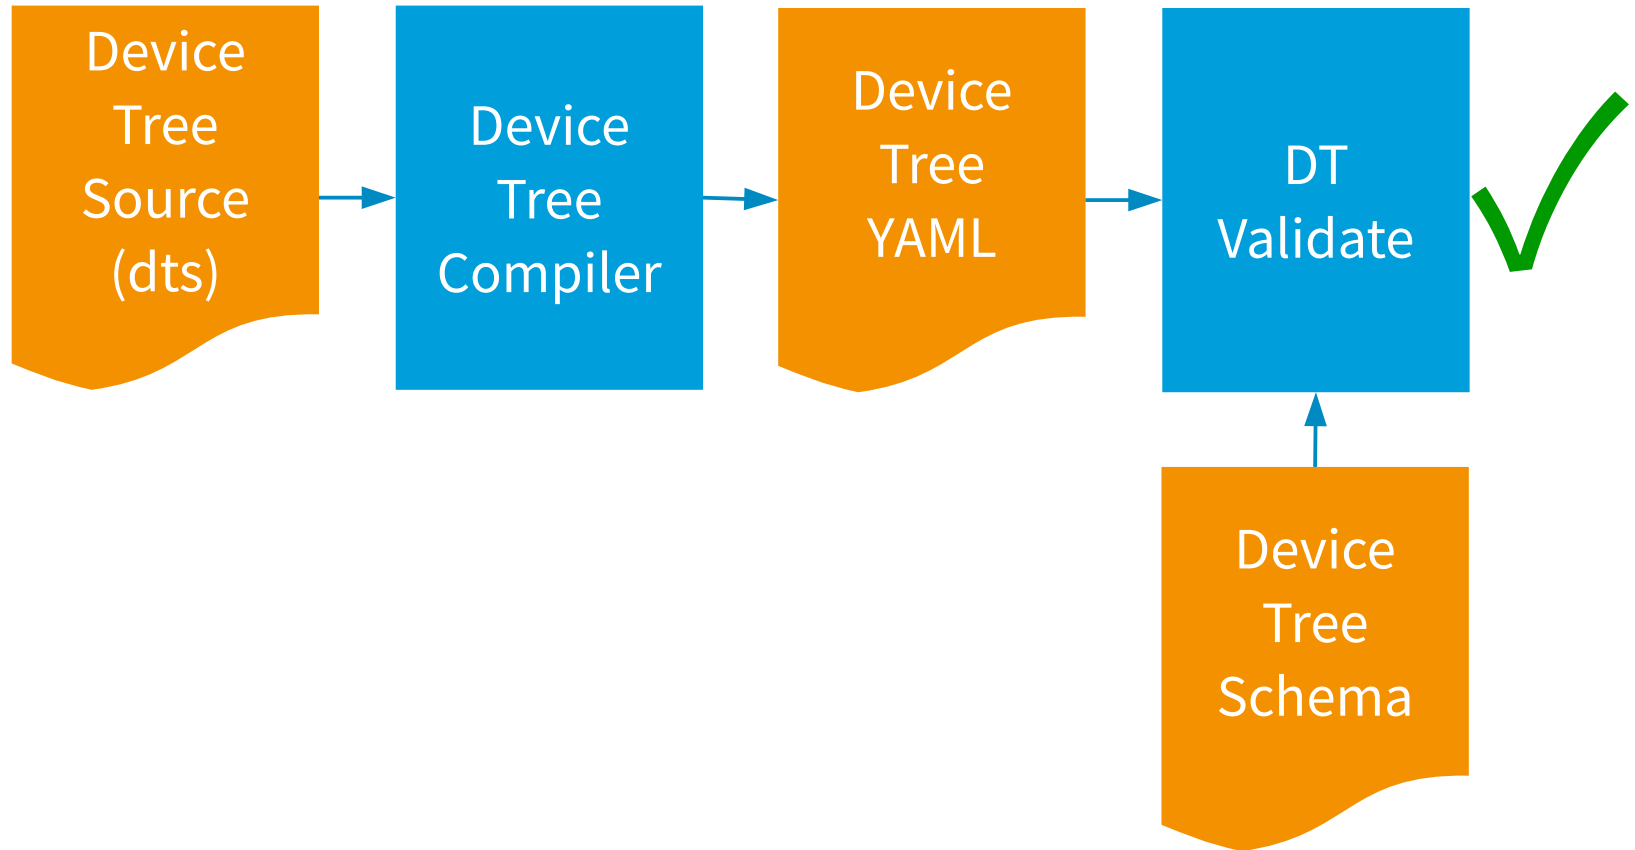 Device
Tree
Source
(dts)
Device
Tree
Compiler
Device
Tree
YAML
DT
Validate
Device
Tree
Schema